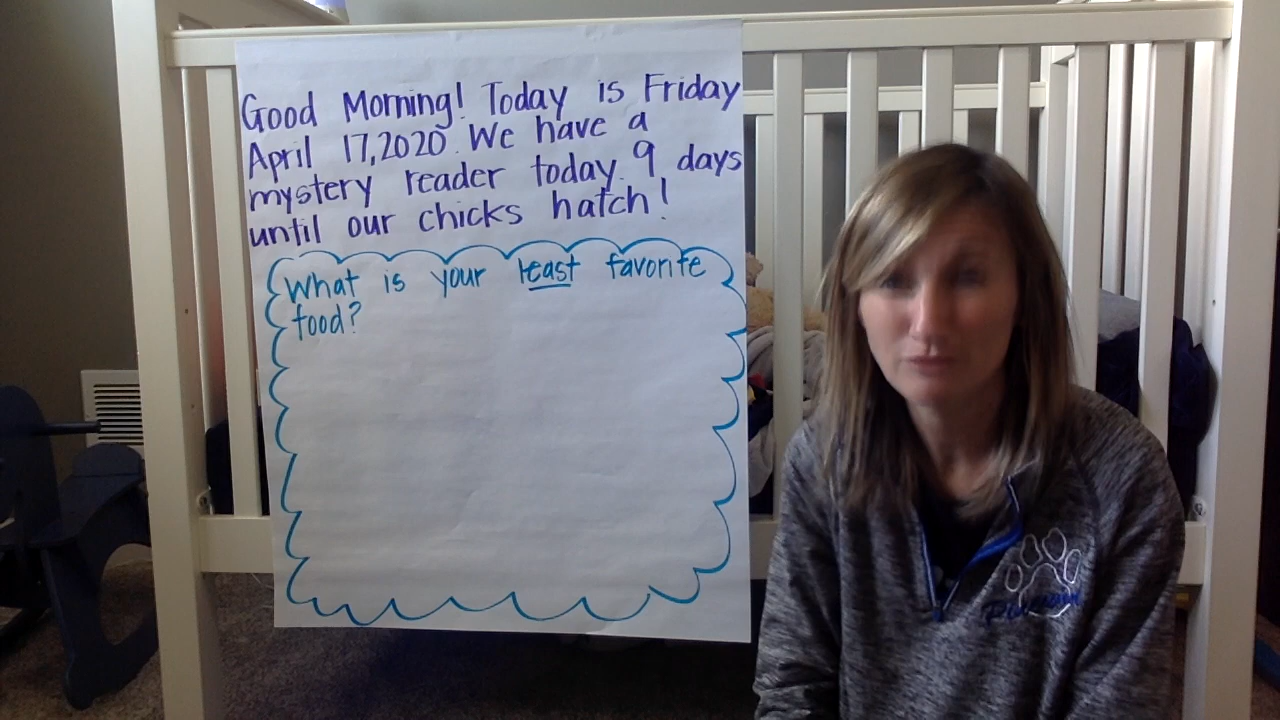 Good Morning! Today is Friday
April 17,2020. We have a
mystery reader today. 9 days
until our chicks hatch!
What is your least favorite
food?